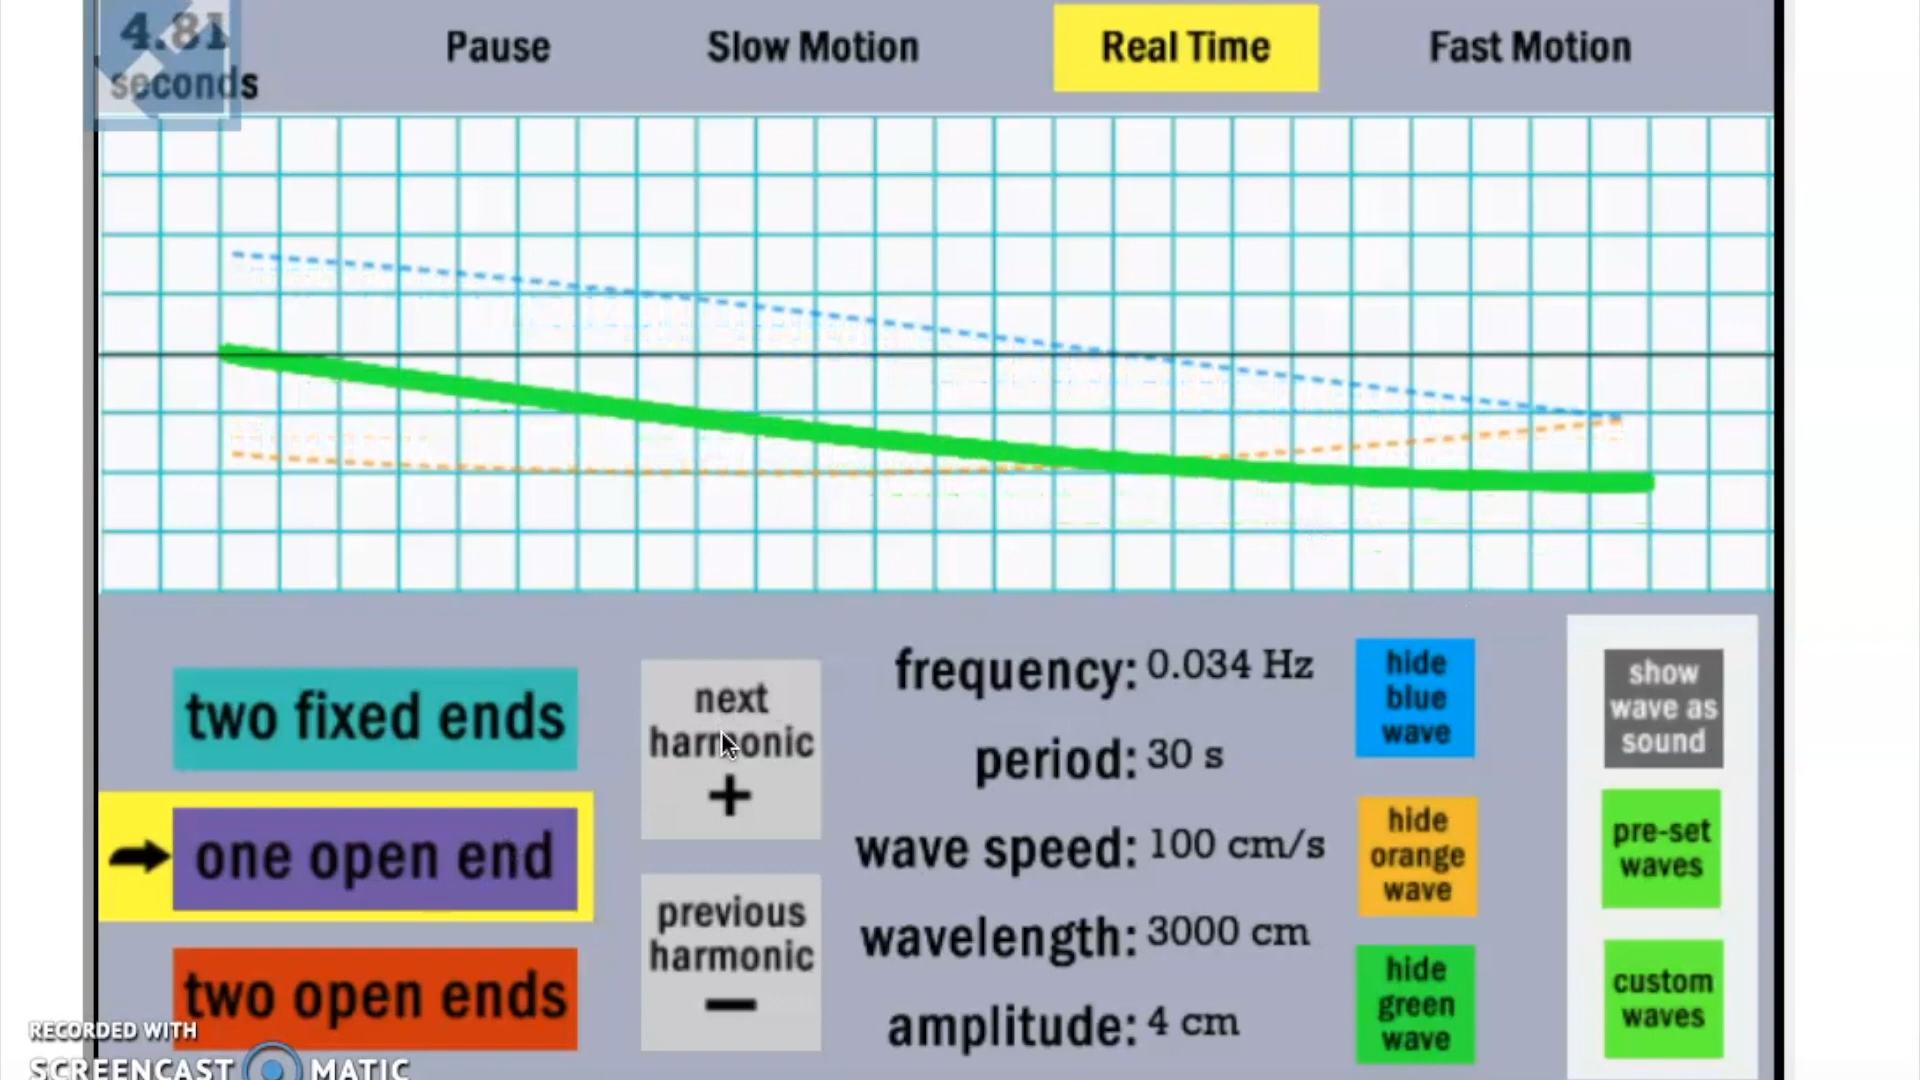 4.81
seconds
Pause
Slow Motion
Real Time
Fast Motion
two fixed ends
one open end
two open ends
next
harmonic
+
previous
harmonic
−
frequency: 0.034 Hz
period: 30 s
wave speed: 100 cm/s
wavelength: 3000 cm
amplitude: 4 cm
hide
blue
wave
hide
orange
wave
hide
green
wave
show
wave as
sound
pre-set
waves
custom
waves
RECORDED WITH
SCREENCAST MATIC